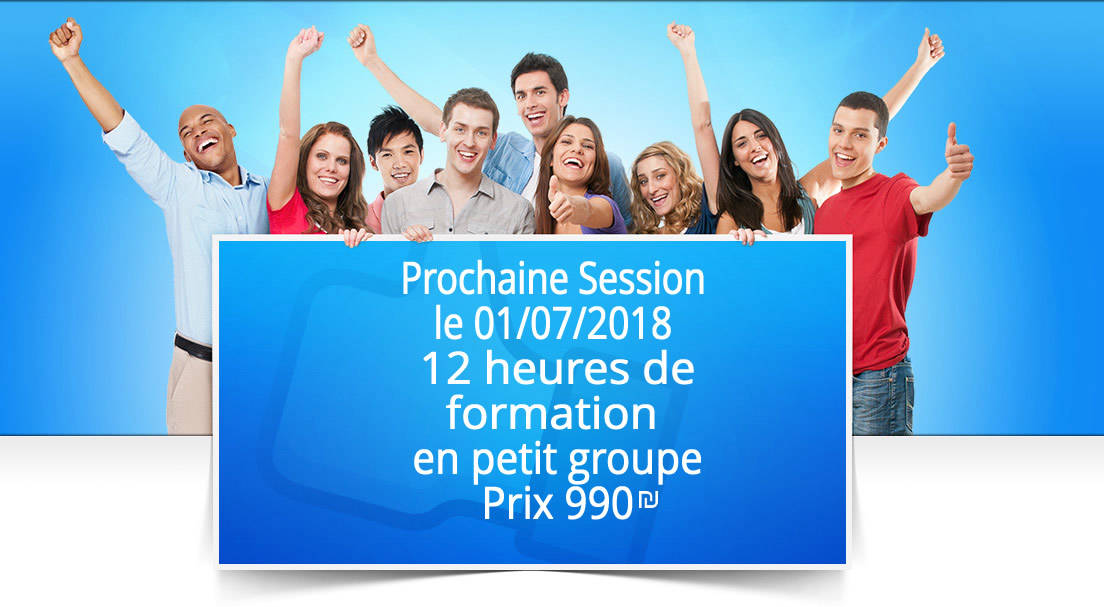 Prochaine Session
le 01/07/2018
12 heures de
formation
en petit groupe
Prix 990₪